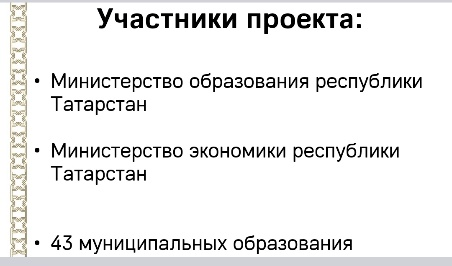 Участники проекта:
• Министерство образования республики
Татарстан
• Министерство экономики республики
Татарстан
• 43 муниципальных образования